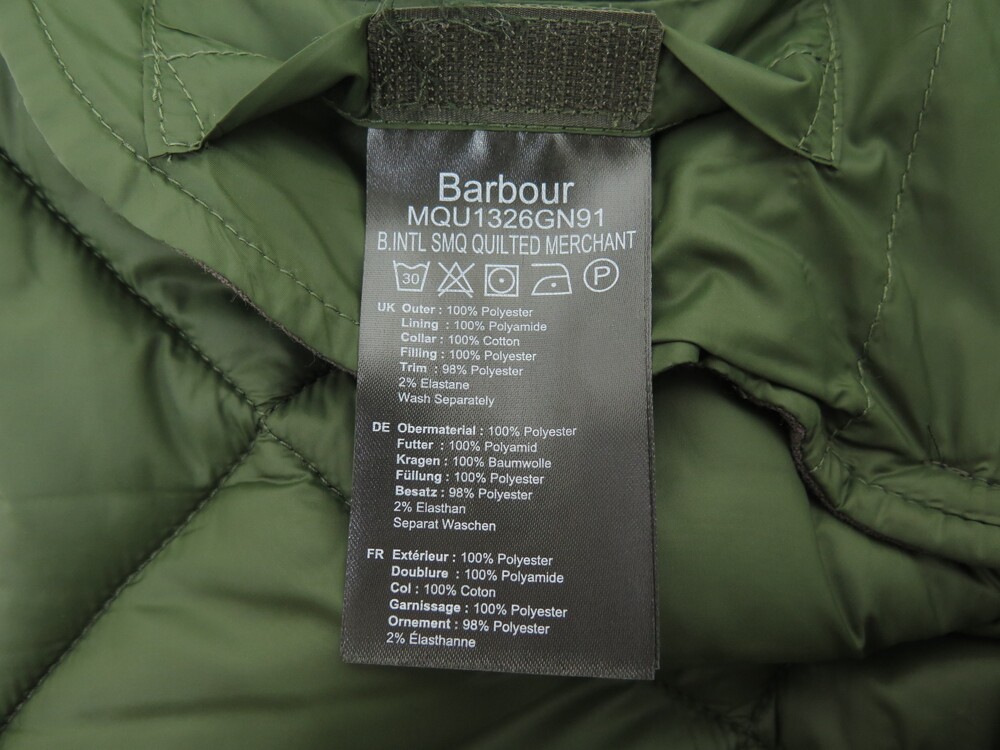 Barbour
MQU1326GN91
B.INTL SMQ QUILTED MERCHANT
30 P
UK Outer : 100% Polyester
Lining : 100% Polyamide
Collar : 100% Cotton
Filling : 100% Polyester
Trim : 98% Polyester
2% Elastane
Wash Separately
DE Obermaterial : 100% Polyester
Futter : 100% Polyamid
Kragen : 100% Baumwolle
Füllung : 100% Polyester
Besatz : 98% Polyester
2% Elasthan
Separat Waschen
FR Extérieur : 100% Polyester
Doublure : 100% Polyamide
Col : 100% Coton
Garnissage : 100% Polyester
Ornement : 98% Polyester
2% Élasthanne